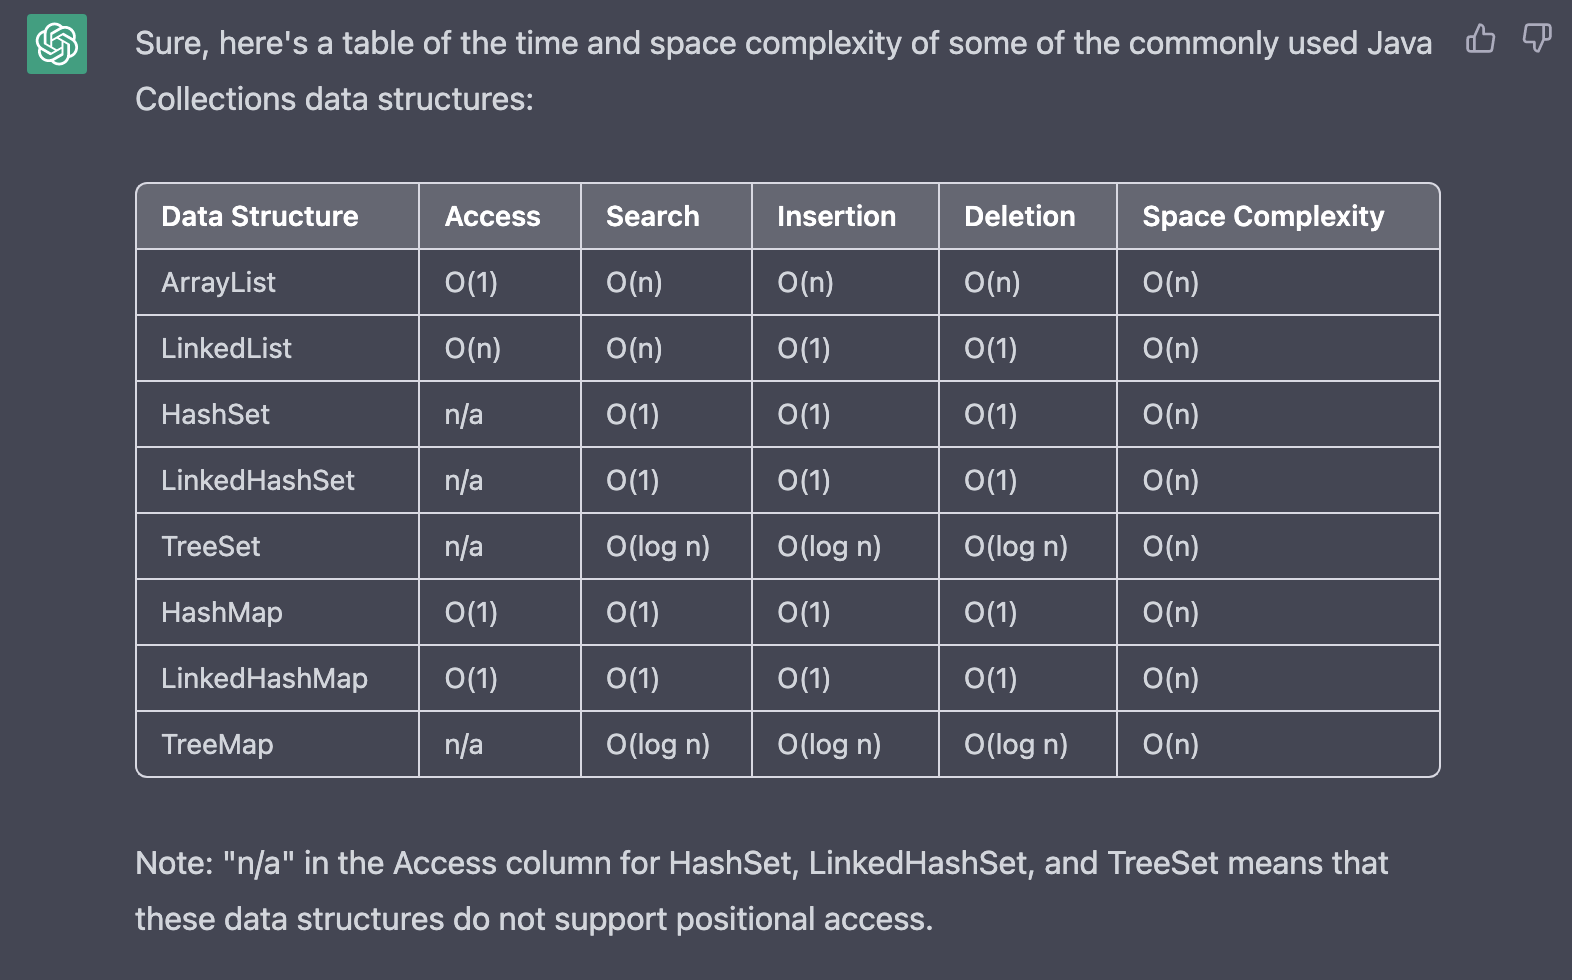 Sure, here's a table of the time and space complexity of some of the commonly used Java
Collections data structures:
Data Structure Access Search Insertion Deletion Space Complexity
ArrayList O(1) O(n) O(n) O(n) O(n)
LinkedList O(n) O(n) O(1) O(1) O(n)
HashSet n/a O(1) O(1) O(1) O(n)
LinkedHashSet n/a O(1) O(1) O(1) O(n)
TreeSet n/a O(log n) O(log n) O(log n) O(n)
HashMap O(1) O(1) O(1) O(1) O(n)
LinkedHashMap O(1) O(1) O(1) O(1) O(n)
TreeMap n/a O(log n) O(log n) O(log n) O(n)
Note: "n/a" in the Access column for HashSet, LinkedHashSet, and TreeSet means that
these data structures do not support positional access.